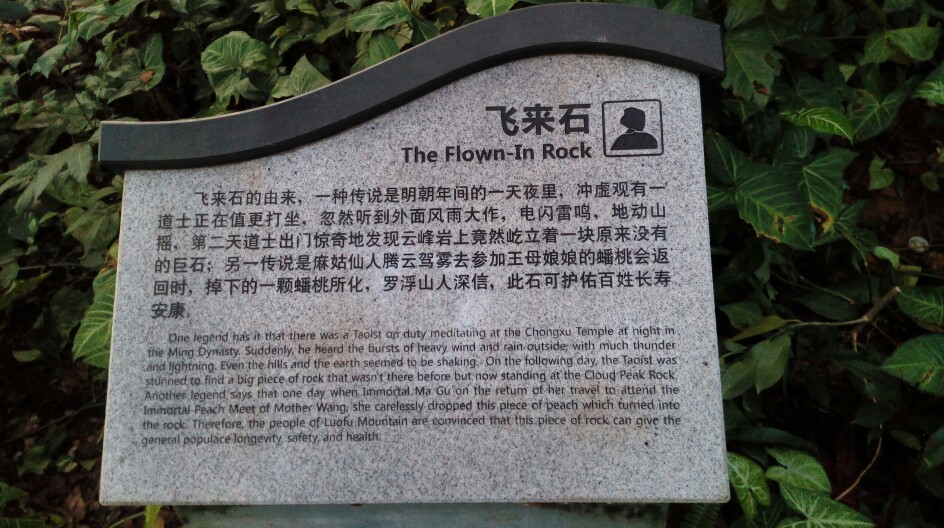 飞来石
The Flown-In Rock
飞来石的由来，一种传说是明朝年间的一天夜里，冲虚观有一
道士正在值更打坐，忽然听到外面风雨大作，电闪雷鸣，地动山
摇，第二天道士出门惊奇地发现云峰岩上竟然屹立着一块原来没有
的巨石；另一传说是麻姑仙人腾云驾雾去参加王母娘娘的蟠桃会返
回时，掉下的一颗蟠桃所化，罗浮山人深信，此石可护佑百姓长寿
安康。
One legend has it that there was a Taoist on duty meditating at the Chongxu Temple at night in
the Ming Dynasty. Suddenly, he heard the bursts of heavy wind and rain outside, with much thunder
and lightning. Even the hills and the earth seemed to be shaking. On the following day, the Taoist was
stunned to find a big piece of rock that wasn't there before but now standing at the Cloud Peak Rock.
Another legend says that one day when Immortal Ma Gu on the return of her travel to attend the
Immortal Peach Meet of Mother Wang, she carelessly dropped this piece of peach which turned into
the rock. Therefore, the people of Luofu Mountain are convinced that this piece of rock can give the
general populace longevity, safety, and health.